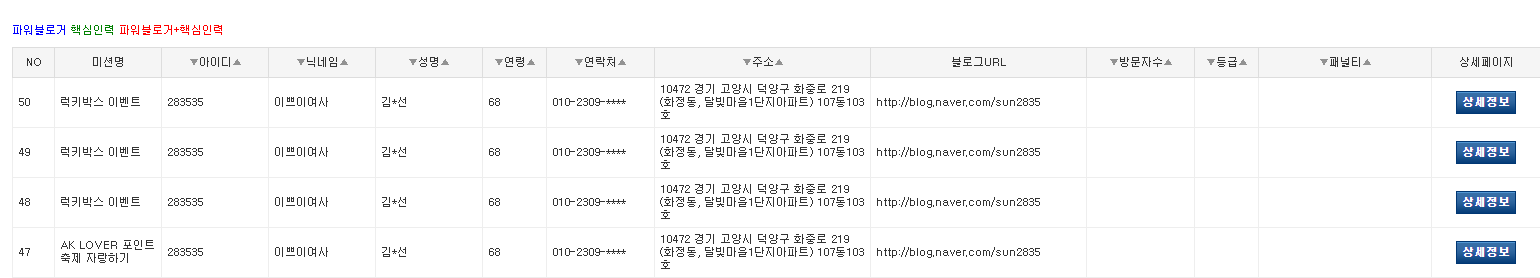 파워블로거 핵심인력 파워블로거+핵심인력
NO 미션명 ▼아이디▲ ▼닉네임▲ ▼성명▲ ▼연령▲ ▼연락처▲ ▼주소▲ 블로그URL ▼방문자수▲ ▼등급▲ ▼패널티▲ 상세페이지
50 럭키박스 이벤트 283535 이쁘이여사 김*선 68 010-2309-**** 10472 경기 고양시 덕양구 화중로 219
(화정동, 달빛마을1단지아파트) 107동103
호 http://blog.naver.com/sun2835 상세정보
49 럭키박스 이벤트 283535 이쁘이여사 김*선 68 010-2309-**** 10472 경기 고양시 덕양구 화중로 219
(화정동, 달빛마을1단지아파트) 107동103
호 http://blog.naver.com/sun2835 상세정보
48 럭키박스 이벤트 283535 이쁘이여사 김*선 68 010-2309-**** 10472 경기 고양시 덕양구 화중로 219
(화정동, 달빛마을1단지아파트) 107동103
호 http://blog.naver.com/sun2835 상세정보
47 AK LOVER 포인트
축제 자랑하기 283535 이쁘이여사 김*선 68 010-2309-**** 10472 경기 고양시 덕양구 화중로 219
(화정동, 달빛마을1단지아파트) 107동103
호 http://blog.naver.com/sun2835 상세정보